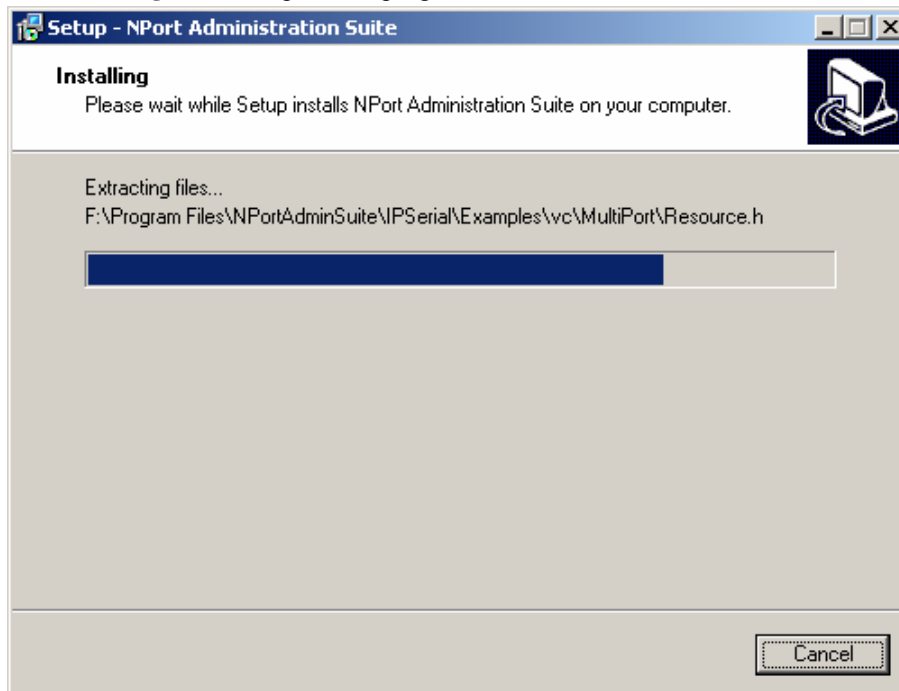 Setup - NPort Administration Suite
Installing
Please wait while Setup installs NPort Administration Suite on your computer.
Extracting files...
F:\Program Files\NPortAdminSuite\IPSerial\Examples\vc\MultiPort\Resource.h
Cancel